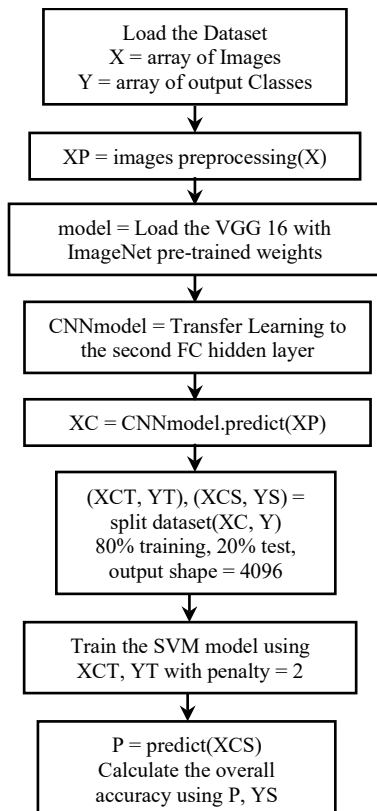 Load the Dataset
X = array of Images
Y = array of output Classes
XP = images preprocessing(X)
model = Load the VGG 16 with
ImageNet pre-trained weights
CNNmodel = Transfer Learning to
the second FC hidden layer
XC = CNNmodel.predict(XP)
(XCT, YT), (XCS, YS) =
split dataset(XC, Y)
80% training, 20% test,
output shape = 4096
Train the SVM model using
XCT, YT with penalty = 2
P = predict(XCS)
Calculate the overall
accuracy using P, YS